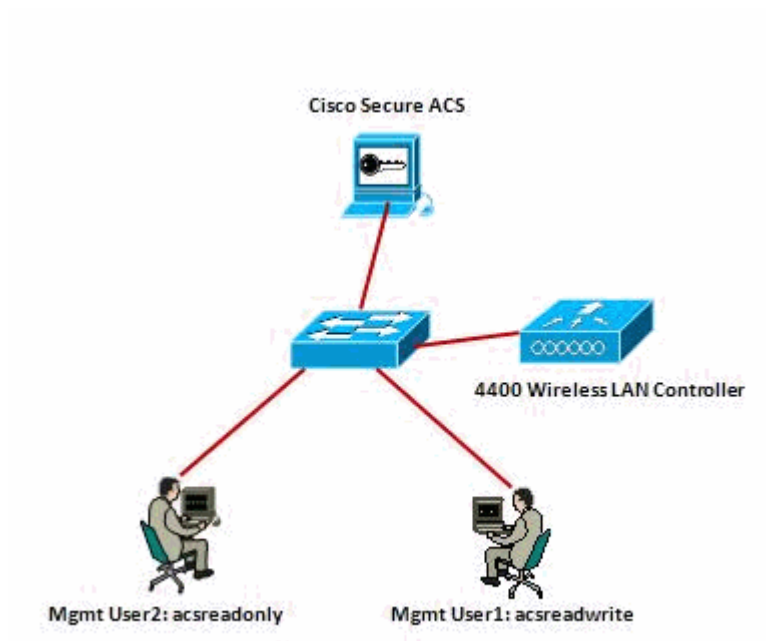 Cisco Secure ACS
4400 Wireless LAN Controller
Mgmt User2: acsreadonly
Mgmt User1: acsreadwrite